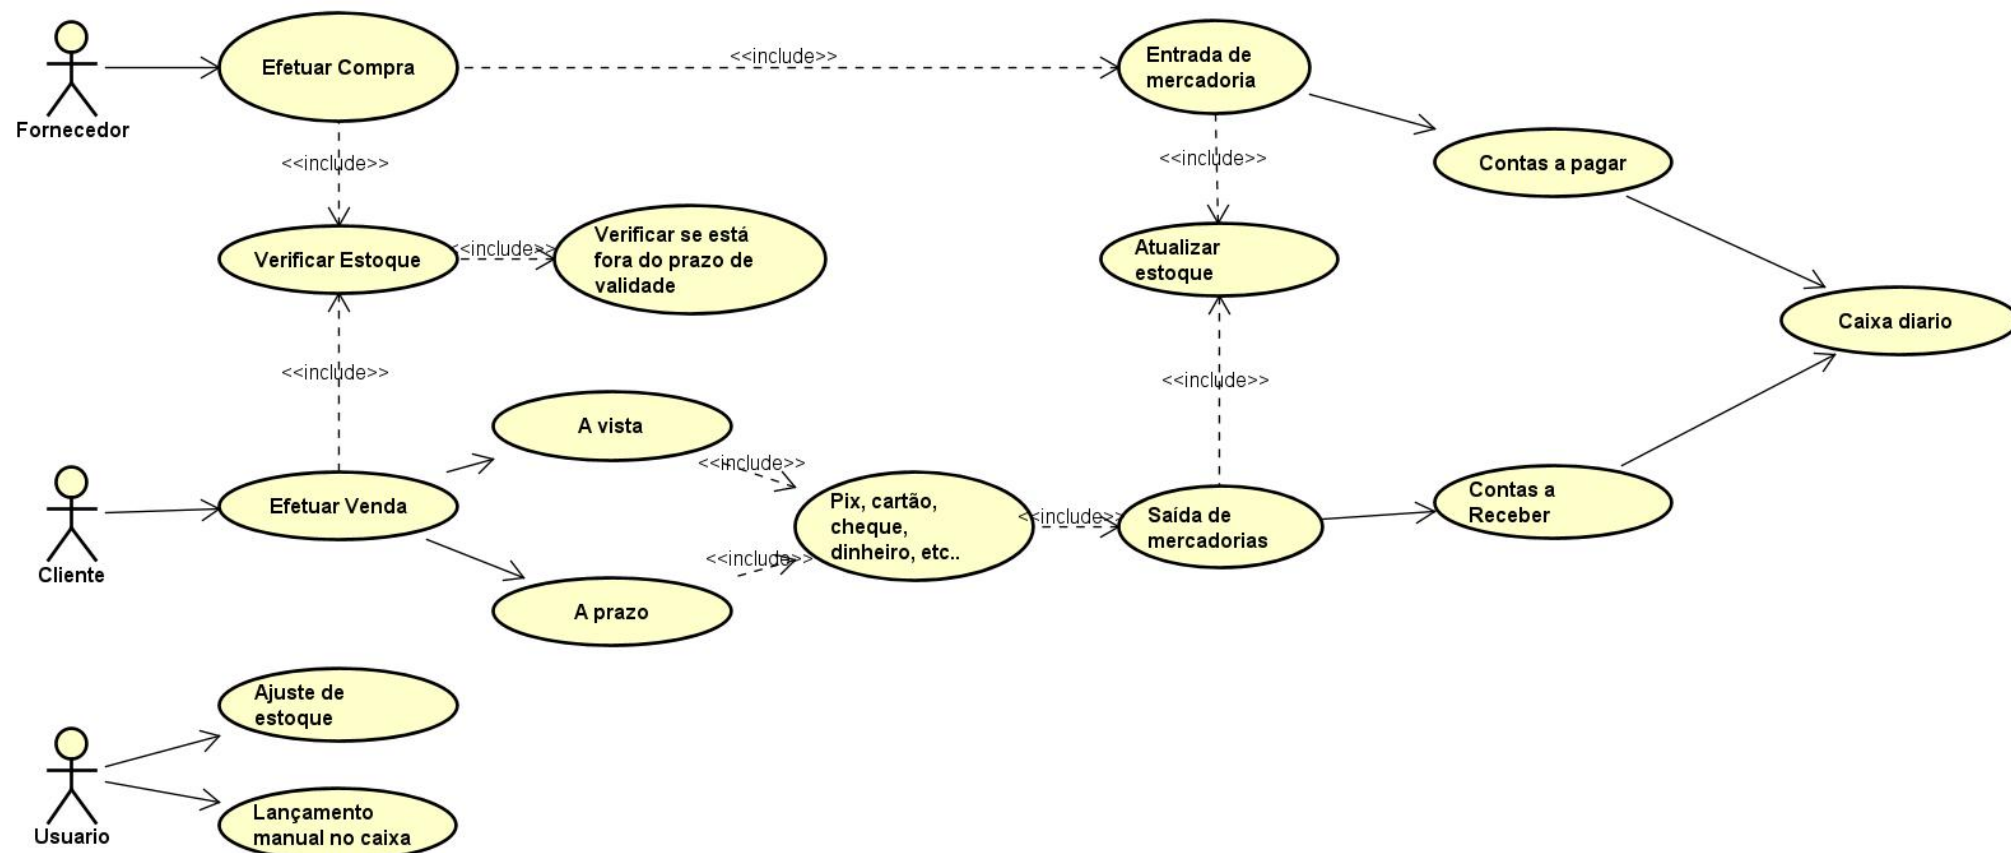 Fornecedor
Efetuar Compra
<<include>>
Entrada de
mercadoria
<<include>>
<<include>>
Contas a pagar
Verificar Estoque
<<include>>
Verificar se está
fora do prazo de
validade
Atualizar
estoque
Caixa diario
<<include>>
<<include>>
A vista
<<include>>
Cliente
Efetuar Venda
Pix, cartão,
cheque,
dinheiro, etc..
<<include>>
Saída de
mercadorias
Contas a
Receber
<<include>>
A prazo
Ajuste de
estoque
Usuario
Lançamento
manual no caixa